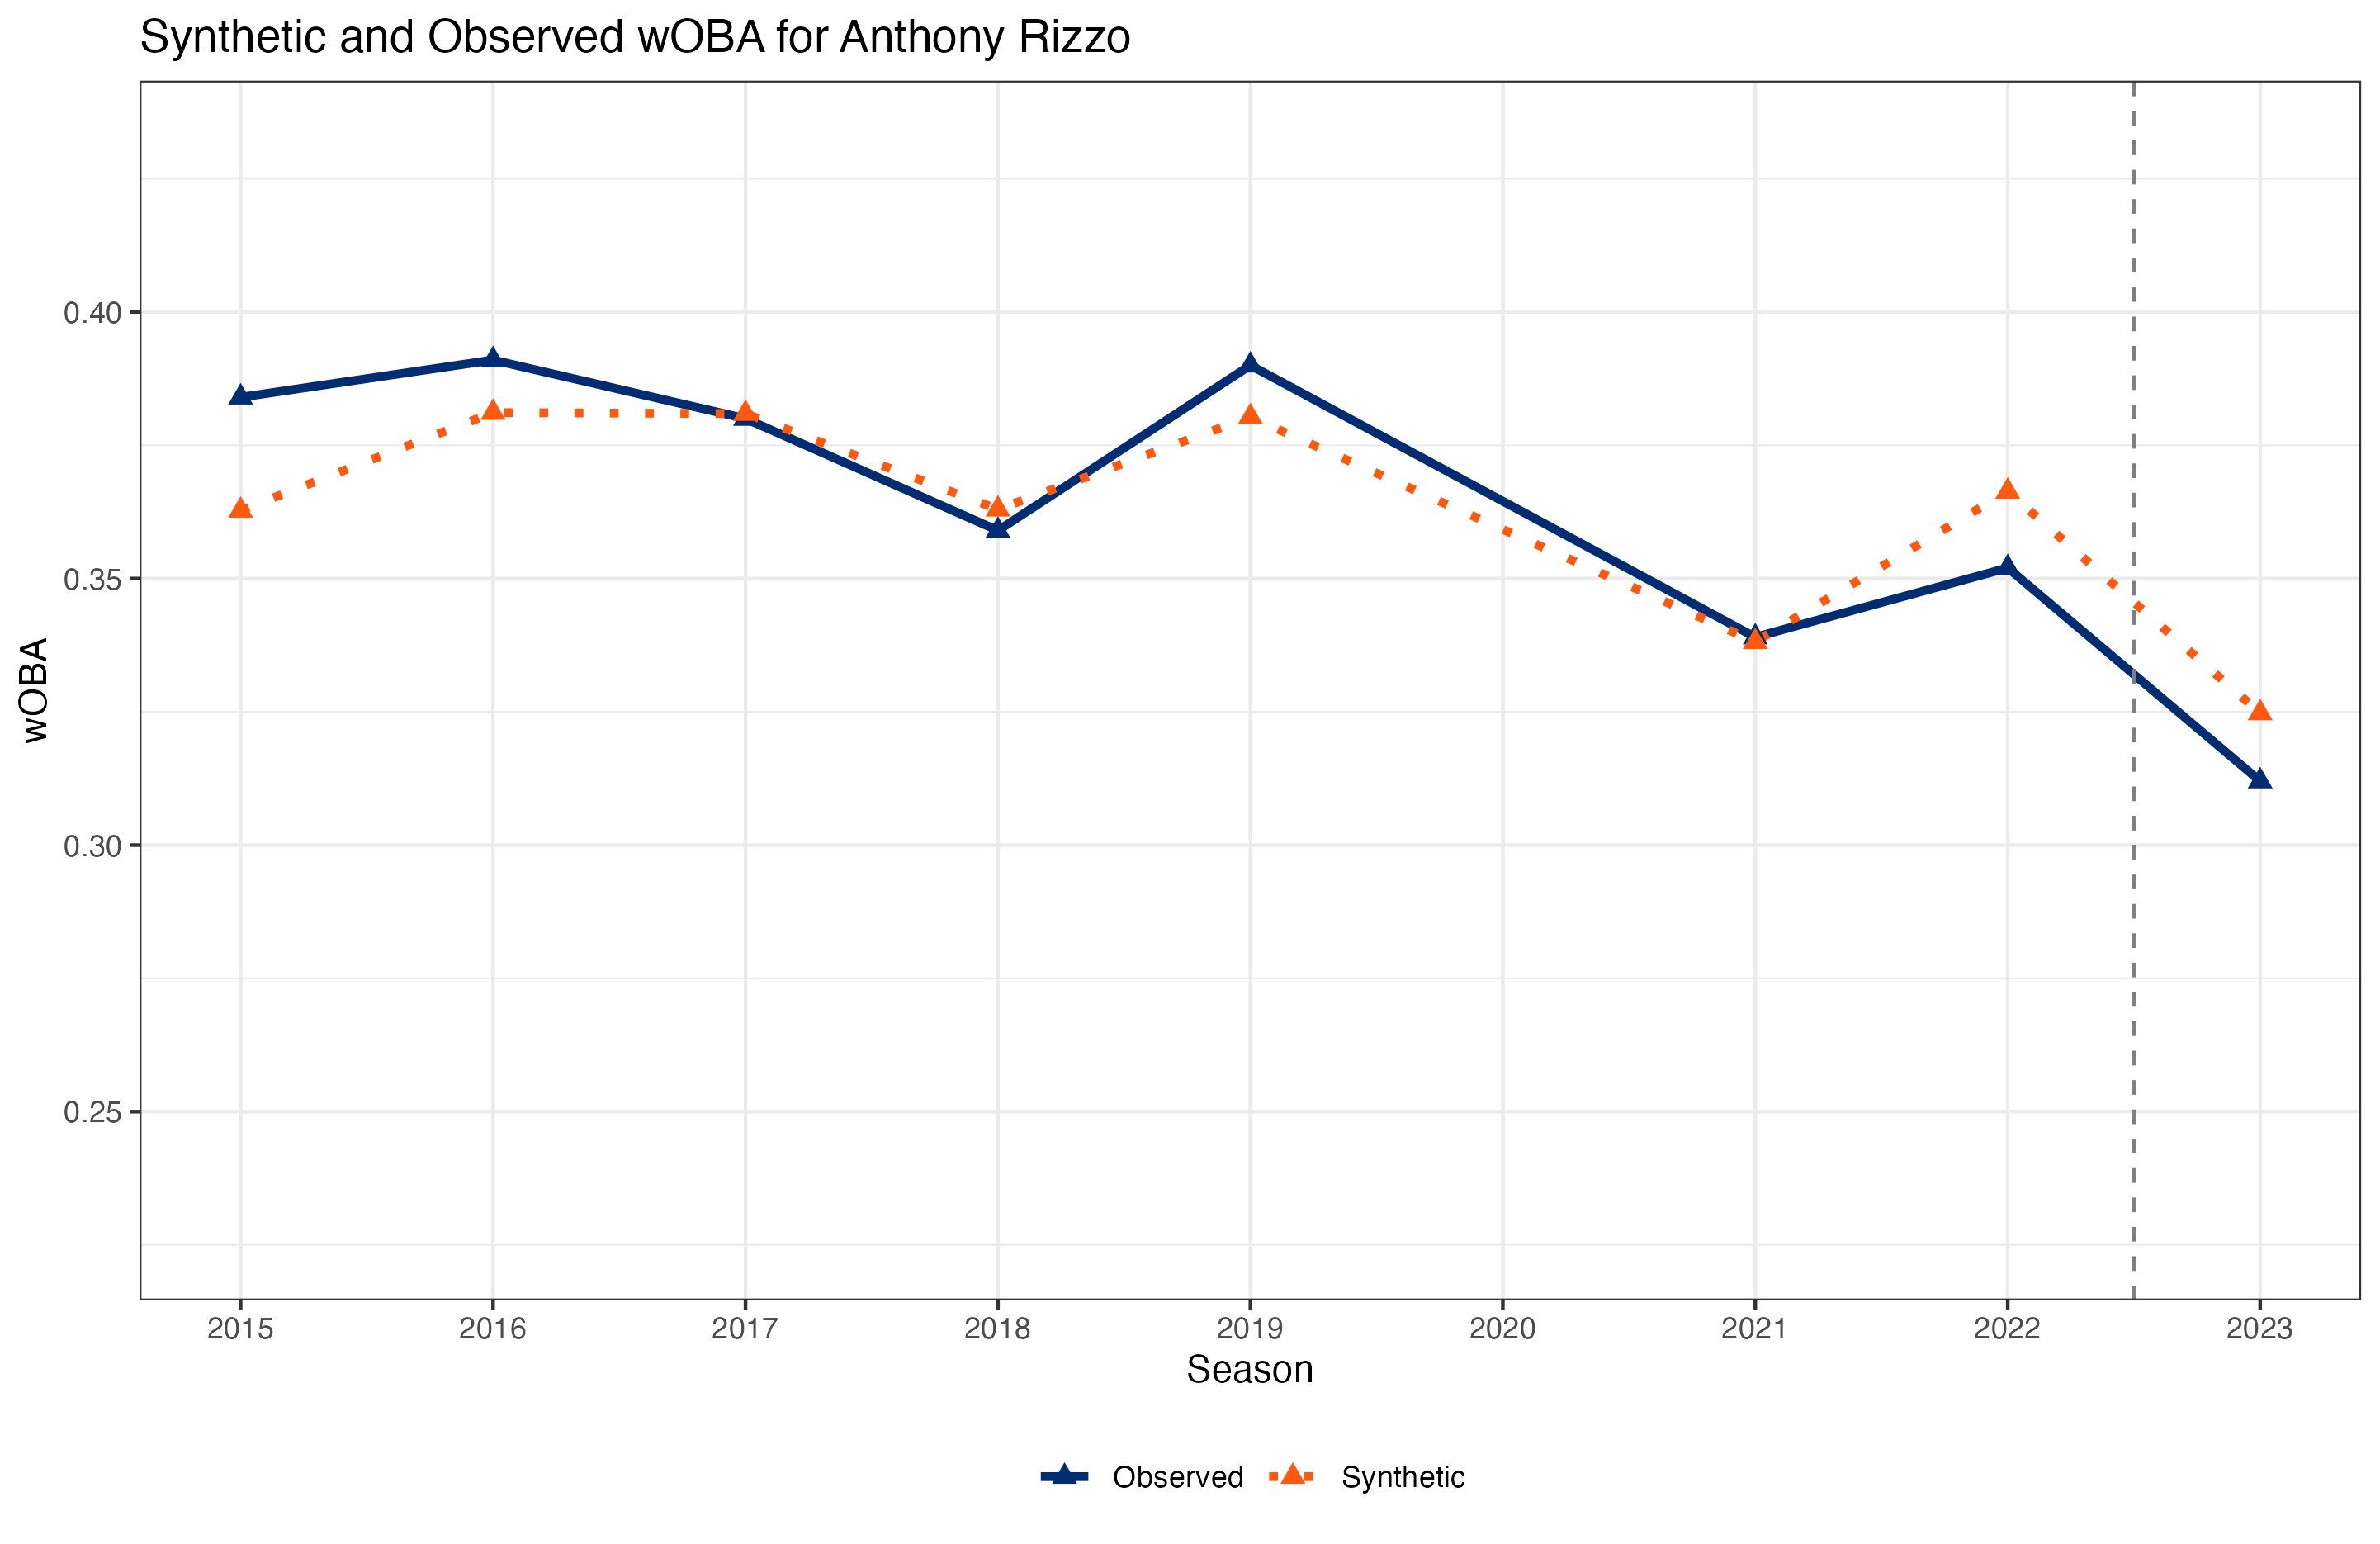 Synthetic and Observed wOBA for Anthony Rizzo
wOBA
0.40
0.35
0.30
0.25
2015 2016 2017 2018 2019 2020 2021 2022 2023
Season
Observed Synthetic